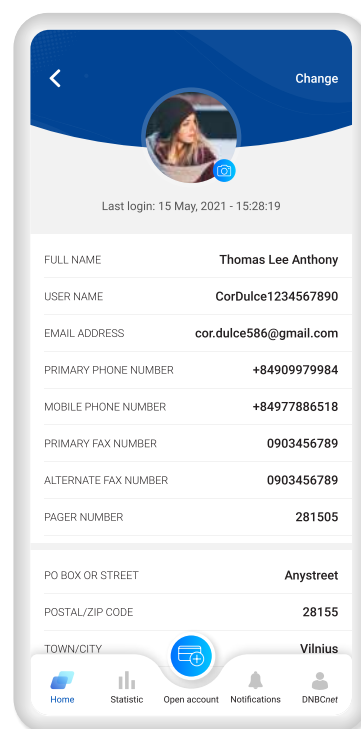 Change
Last login: 15 May, 2021 - 15:28:19
FULL NAME Thomas Lee Anthony
USER NAME CorDulce1234567890
EMAIL ADDRESS cor.dulce586@gmail.com
PRIMARY PHONE NUMBER +84909979984
MOBILE PHONE NUMBER +84977886518
PRIMARY FAX NUMBER 0903456789
ALTERNATE FAX NUMBER 0903456789
PAGER NUMBER 281505
PO BOX OR STREET Anystreet
POSTAL/ZIP CODE 28155
TOWN/CITY Vilnius
Home Statistic Open account Notifications DNBCnet